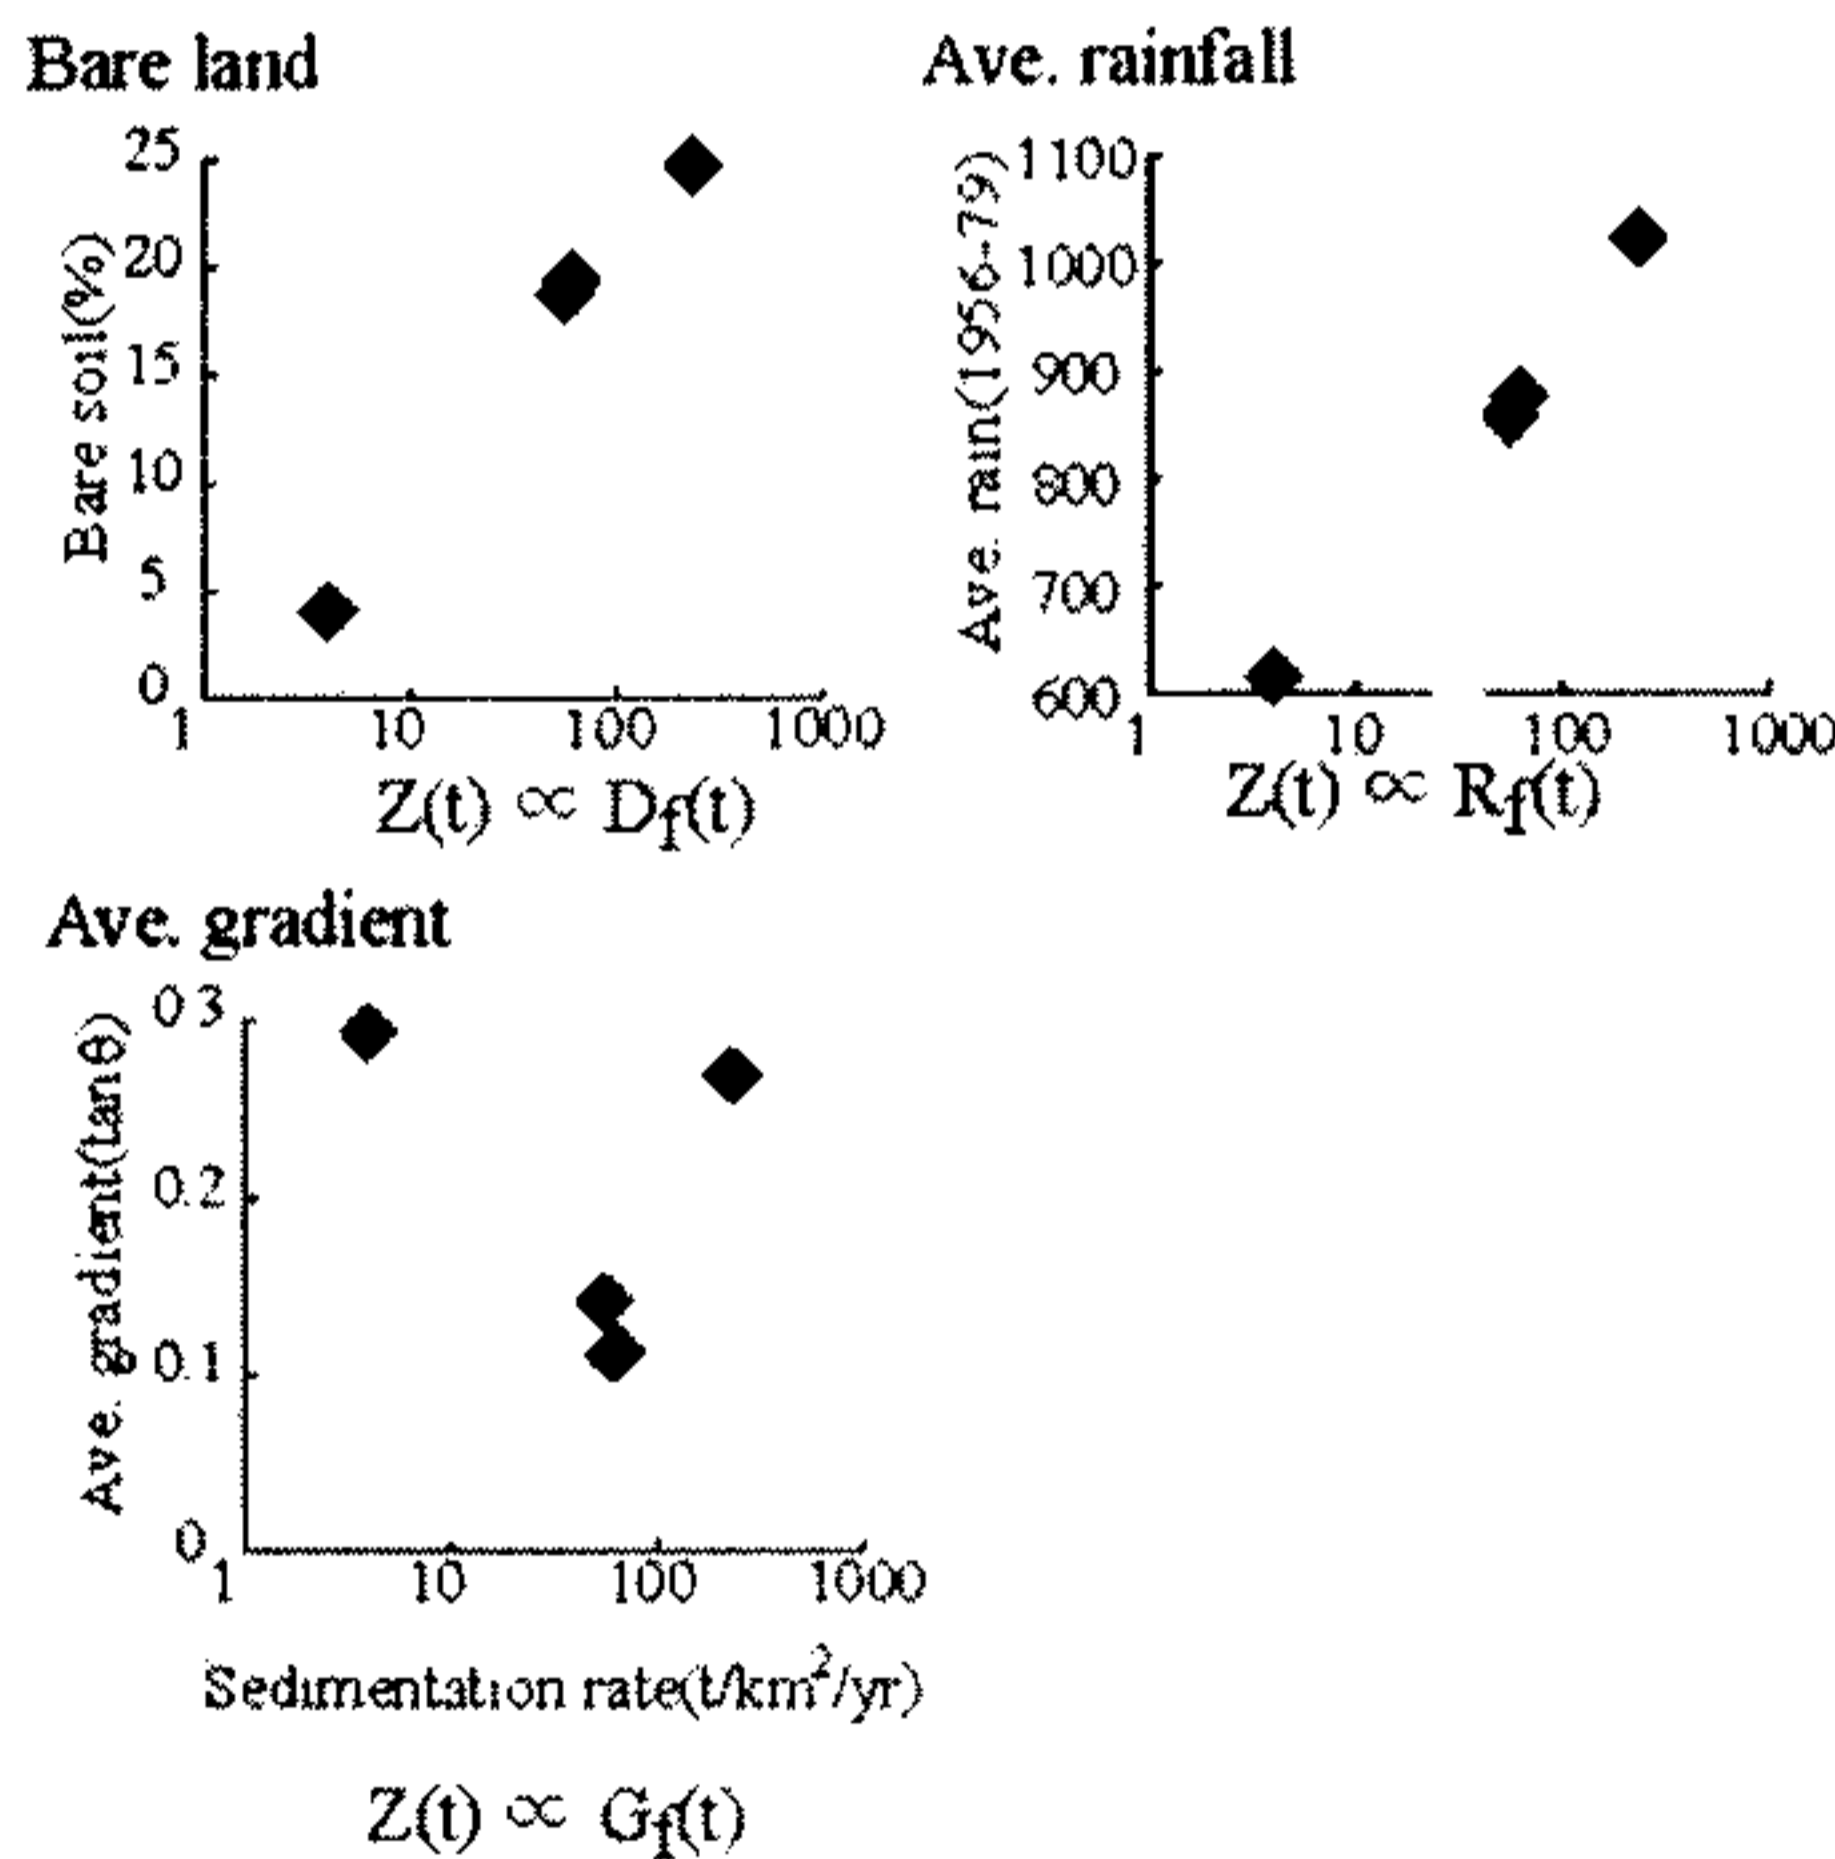 Bare land
Bare soil(%)
25
20
15
10
5
0
1 10 100 1000
Z(t) ∝ Df(t)
Ave. rainfall
Ave. rain(1956-79)
1100
1000
900
800
700
600
1 10 100 1000
Z(t) ∝ Rf(t)
Ave. gradient
Ave. gradient(tanθ)
0.3
0.2
0.1
0
1 10 100 1000
Sedimentation rate(t/km²/yr)
Z(t) ∝ Gf(t)